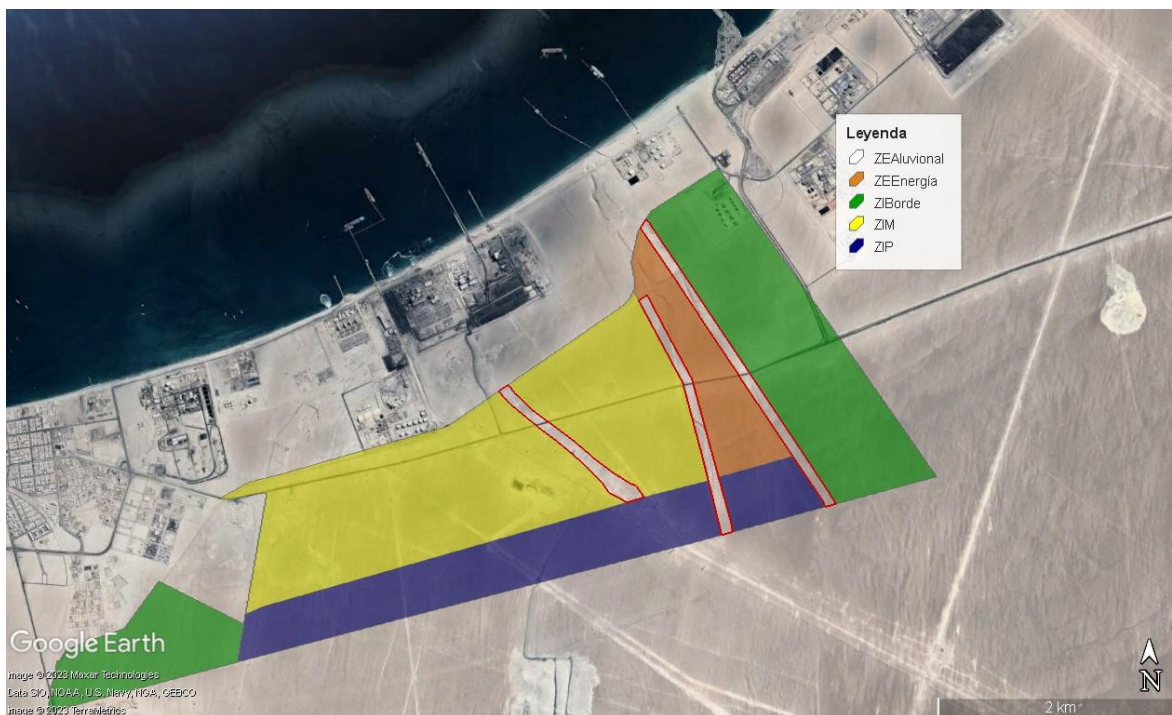 Leyenda
ZEAluvional
ZEEnergía
ZIBorde
ZIM
ZIP
Google Earth
Image © 2023 Maxar Technologies
Data SIO, NOAA, U.S. Navy, NGA, GEBCO
Image © 2023 TerraMetrics
N
2 km